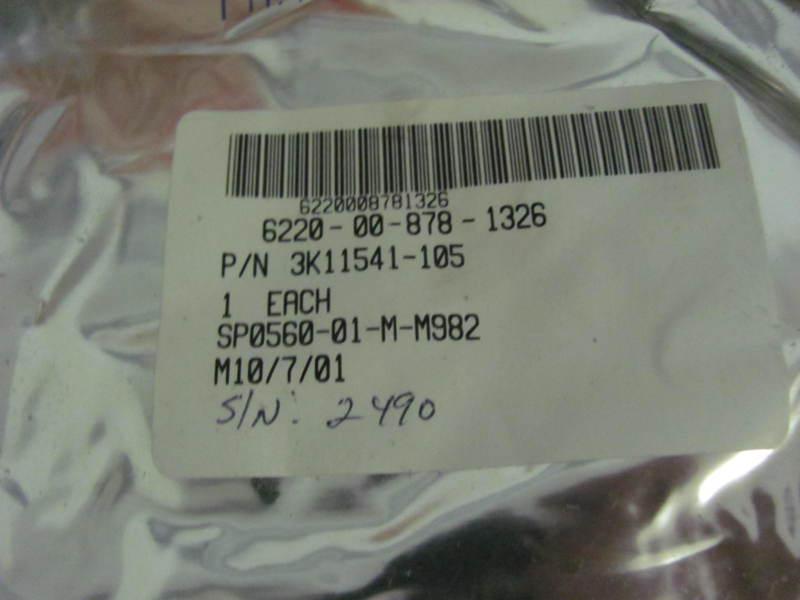 6220008781326
6220-00-878-1326
P/N 3K11541-105
1 EACH
SP0560-01-M-M982
M10/7/01
S/N: 2490